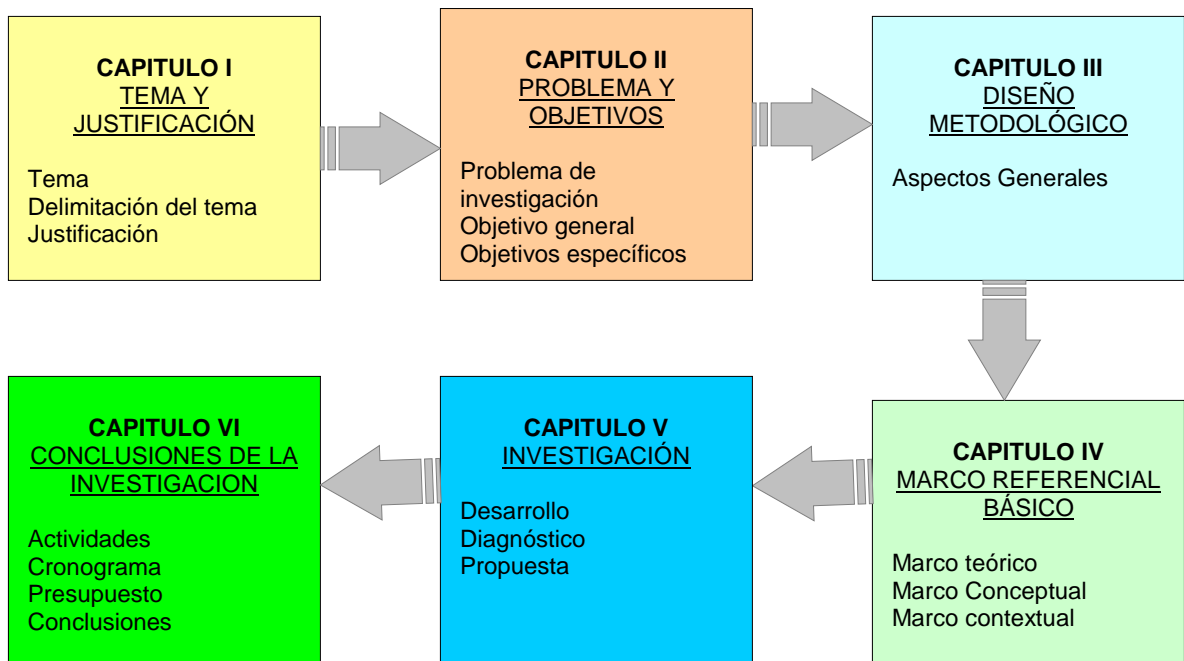 CAPITULO I
TEMA Y
JUSTIFICACIÓN
Tema
Delimitación del tema
Justificación
CAPITULO II
PROBLEMA Y
OBJETIVOS
Problema de
investigación
Objetivo general
Objetivos específicos
CAPITULO III
DISEÑO
METODOLÓGICO
Aspectos Generales
CAPITULO IV
MARCO REFERENCIAL
BÁSICO
Marco teórico
Marco Conceptual
Marco contextual
CAPITULO V
INVESTIGACIÓN
Desarrollo
Diagnóstico
Propuesta
CAPITULO VI
CONCLUSIONES DE LA
INVESTIGACION
Actividades
Cronograma
Presupuesto
Conclusiones